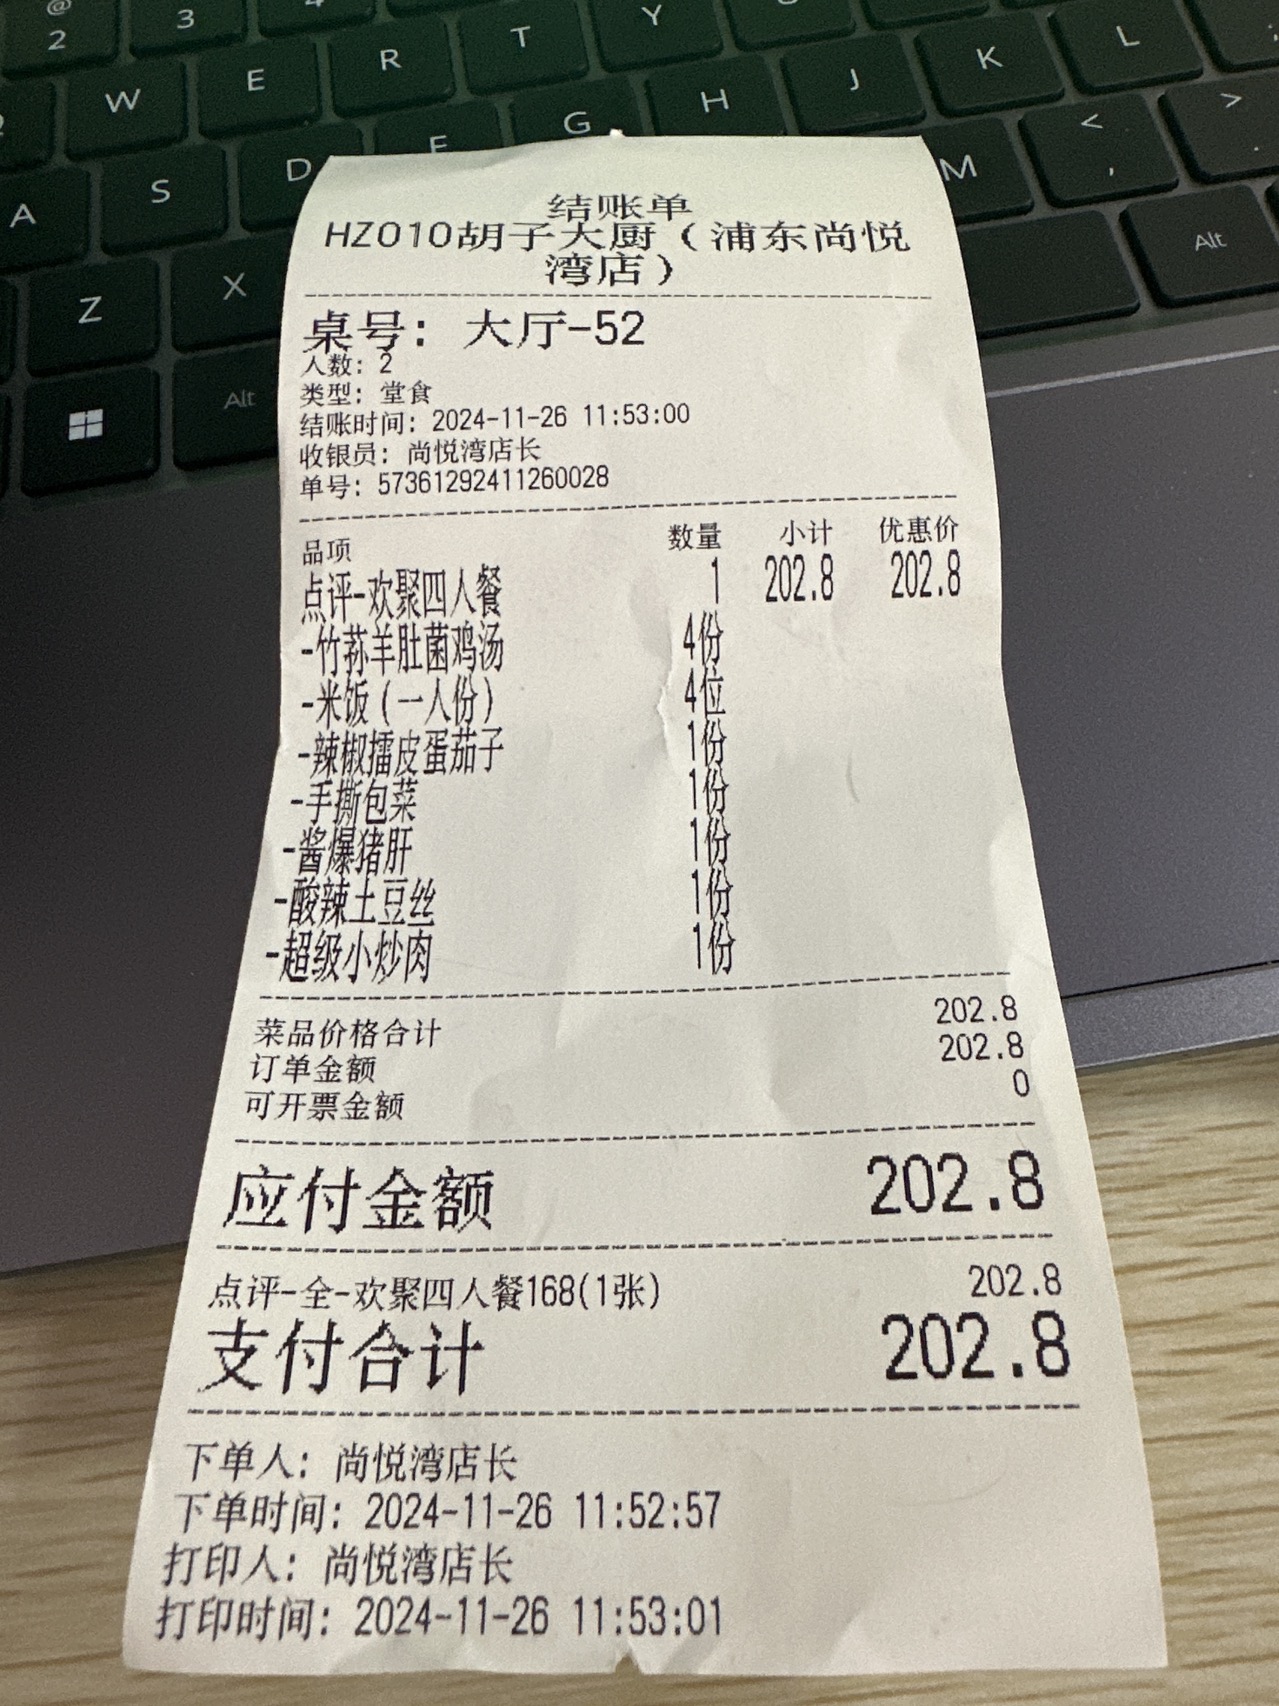 @
2
3
W
E
R
T
Y
J
K
L
A
S
D
F
G
H
M
<
,
>
.
Z
X
Alt
Alt
结账单
HZ010胡子大厨（浦东尚悦
湾店）
桌号: 大厅-52
人数: 2
类型: 堂食
结账时间: 2024-11-26 11:53:00
收银员: 尚悦湾店长
单号: 57361292411260028
品项 数量 小计 优惠价
点评-欢聚四人餐 1 202.8 202.8
-竹荪羊肚菌鸡汤 4份
-米饭(一人份) 4位
-辣椒擂皮蛋茄子 1份
-手撕包菜 1份
-酱爆猪肝 1份
-酸辣土豆丝 1份
-超级小炒肉 1份
菜品价格合计 202.8
订单金额 202.8
可开票金额 0
应付金额 202.8
点评-全-欢聚四人餐168(1张) 202.8
支付合计 202.8
下单人: 尚悦湾店长
下单时间: 2024-11-26 11:52:57
打印人: 尚悦湾店长
打印时间: 2024-11-26 11:53:01